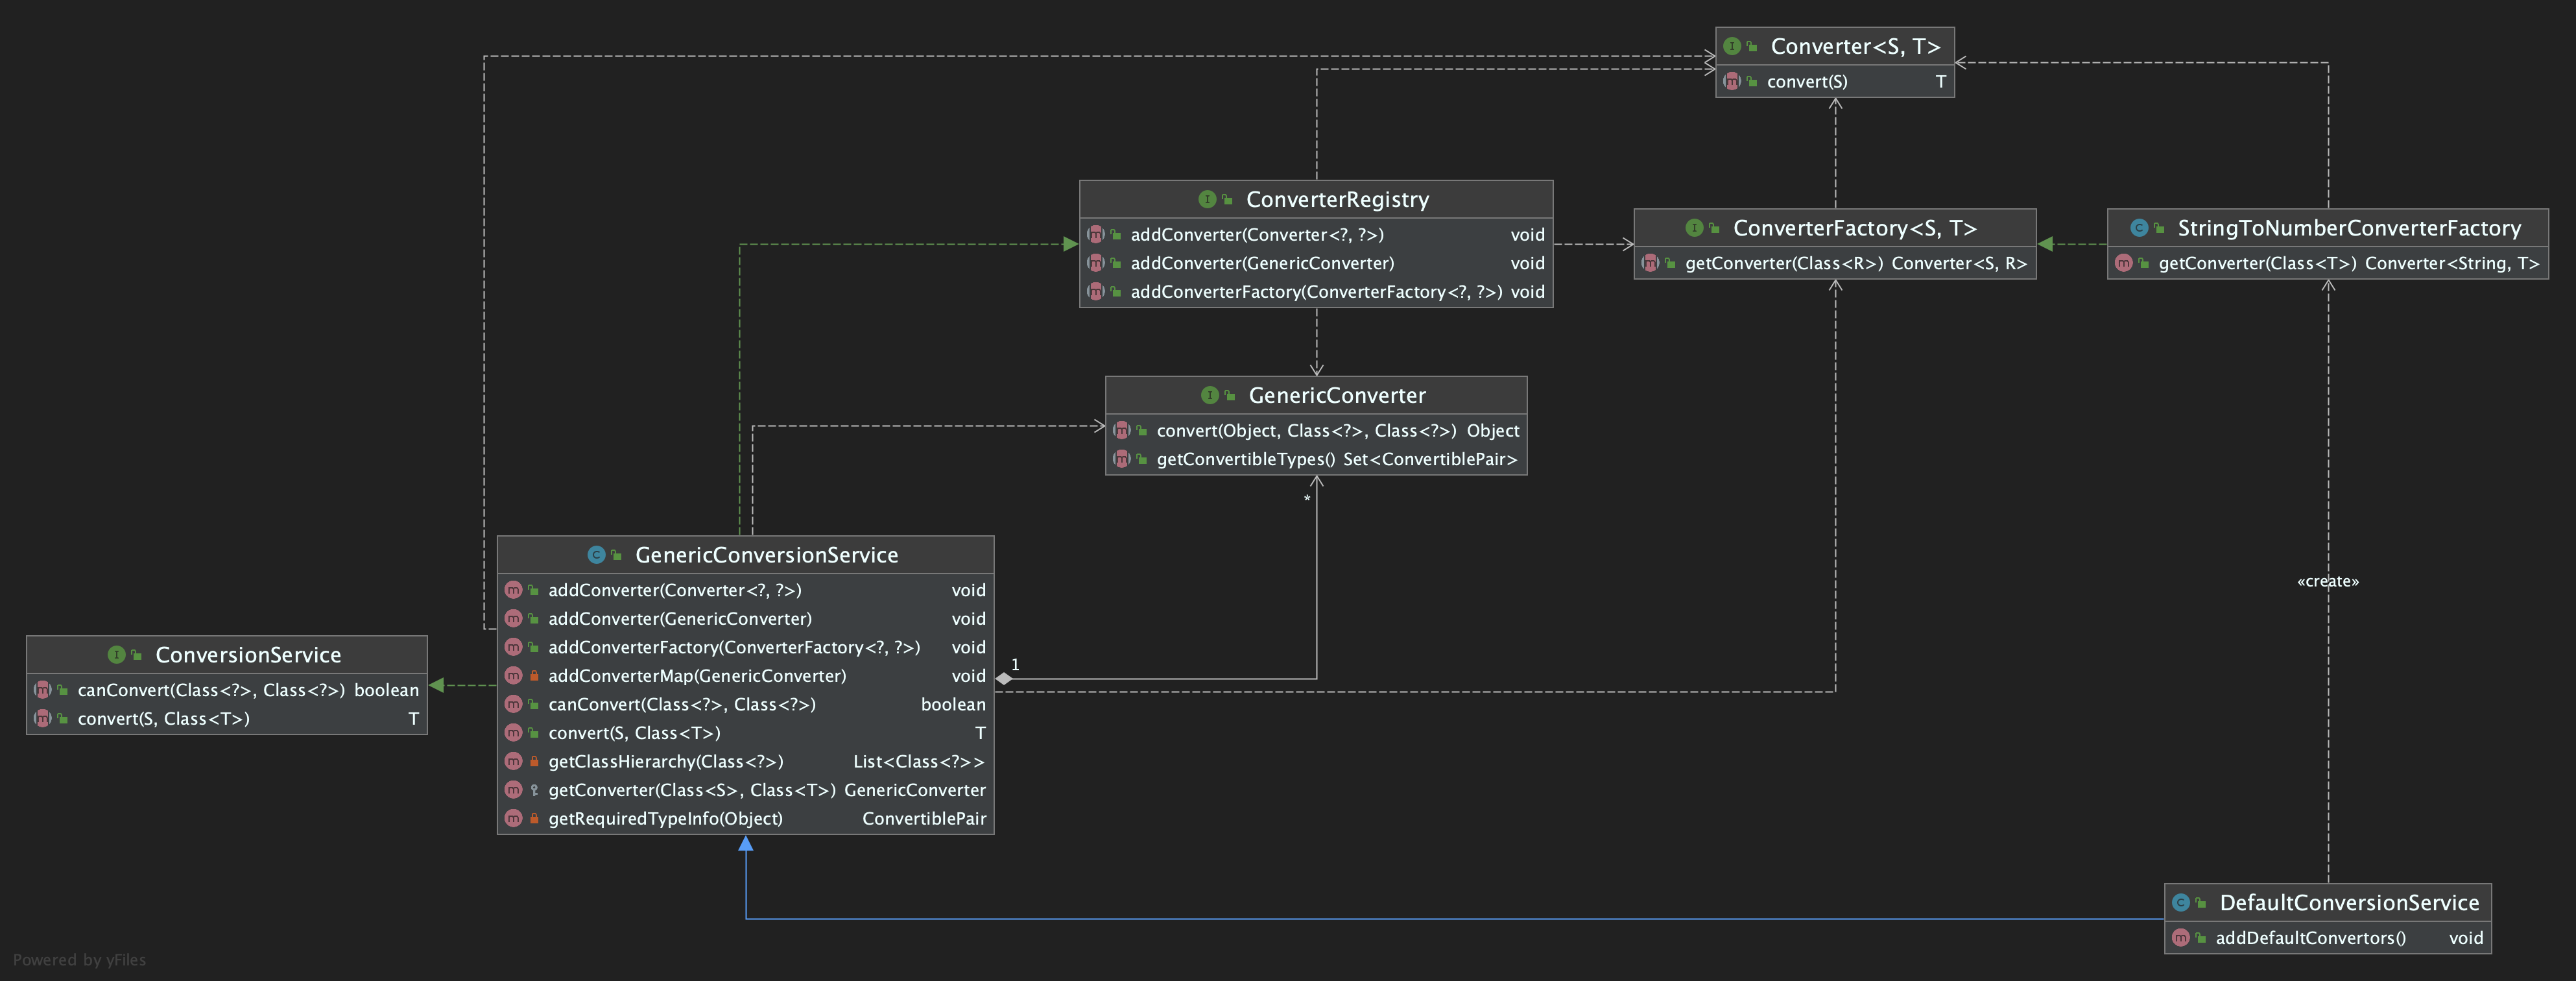 Converter<S, T>
convert(S) T
ConverterRegistry
addConverter(Converter<?, ?>) void
addConverter(GenericConverter) void
addConverterFactory(ConverterFactory<?, ?>) void
ConverterFactory<S, T>
getConverter(Class<R>) Converter<S, R>
StringToNumberConverterFactory
getConverter(Class<T>) Converter<String, T>
GenericConverter
convert(Object, Class<?>, Class<?>) Object
getConvertibleTypes() Set<ConvertiblePair>
*
GenericConversionService
addConverter(Converter<?, ?>) void
addConverter(GenericConverter) void
addConverterFactory(ConverterFactory<?, ?>) void
addConverterMap(GenericConverter) void
canConvert(Class<?>, Class<?>) boolean
convert(S, Class<T>) T
getClassHierarchy(Class<?>) List<Class<?>>
getConverter(Class<S>, Class<T>) GenericConverter
getRequiredTypeInfo(Object) ConvertiblePair
1
«create»
ConversionService
canConvert(Class<?>, Class<?>) boolean
convert(S, Class<T>) T
DefaultConversionService
addDefaultConvertors() void
Powered by yFiles